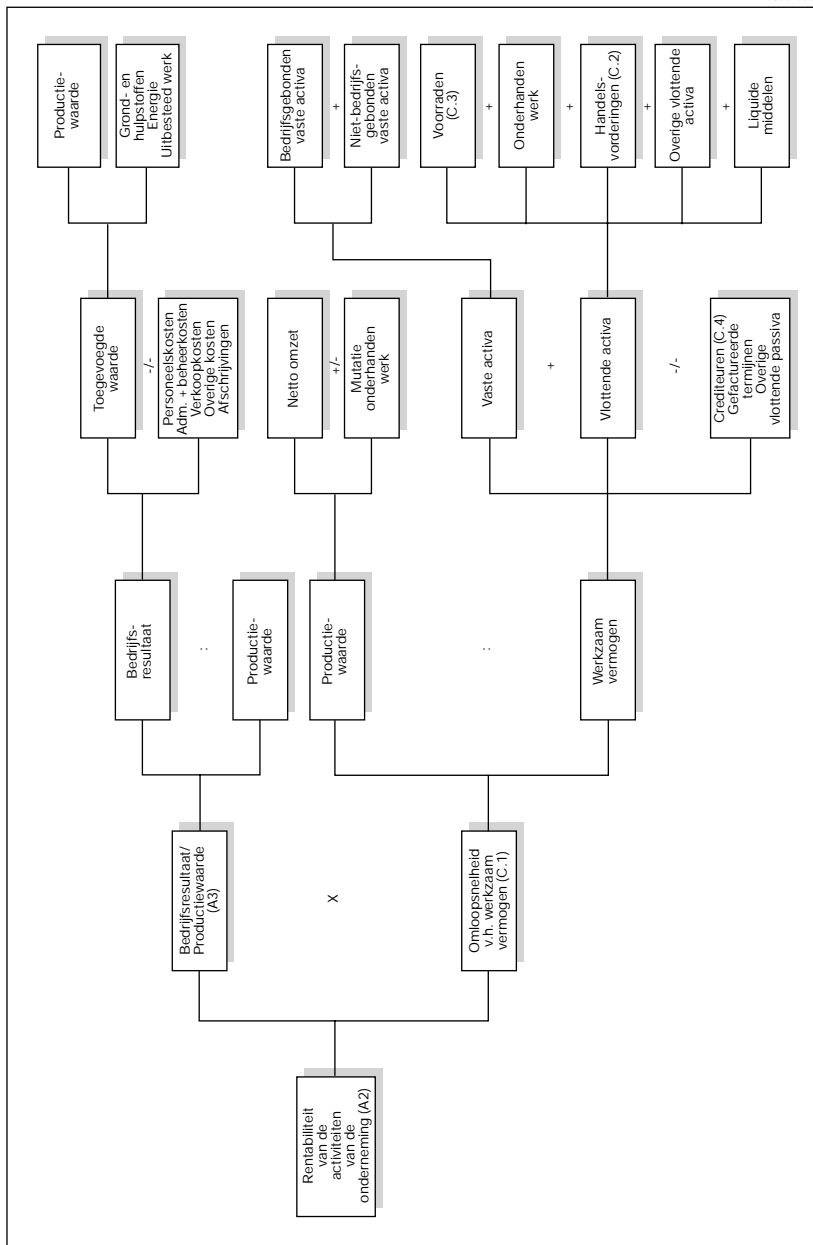 Rentabiliteit
van de
activiteiten
van de
onderneming (A2)
Bedrijfsresultaat/
Productiewaarde
(A3)
X
Omloopsnelheid
v.h. werkzaam
vermogen (C.1)
Bedrijfs-
resultaat
:
Productie-
waarde
Productie-
waarde
:
Werkzaam
vermogen
Toegevoegde
waarde
-/-
Personeelskosten
Adm. + beheerkosten
Verkoopkosten
Overige kosten
Afschrijvingen
Netto omzet
+/-
Mutatie
onderhanden
werk
Vaste activa
+
Vlottende activa
-/-
Crediteuren (C.4)
Gefactureerde
termijnen
Overige
vlottende passiva
Productie-
waarde
Grond- en
hulpstoffen
Energie
Uitbesteed werk
Bedrijfsgebonden
vaste activa
+
Niet-bedrijfs-
gebonden
vaste activa
Voorraden
(C.3)
+
Onderhanden
werk
+
Handels-
vorderingen (C.2)
+
Overige vlottende
activa
+
Liquide
middelen